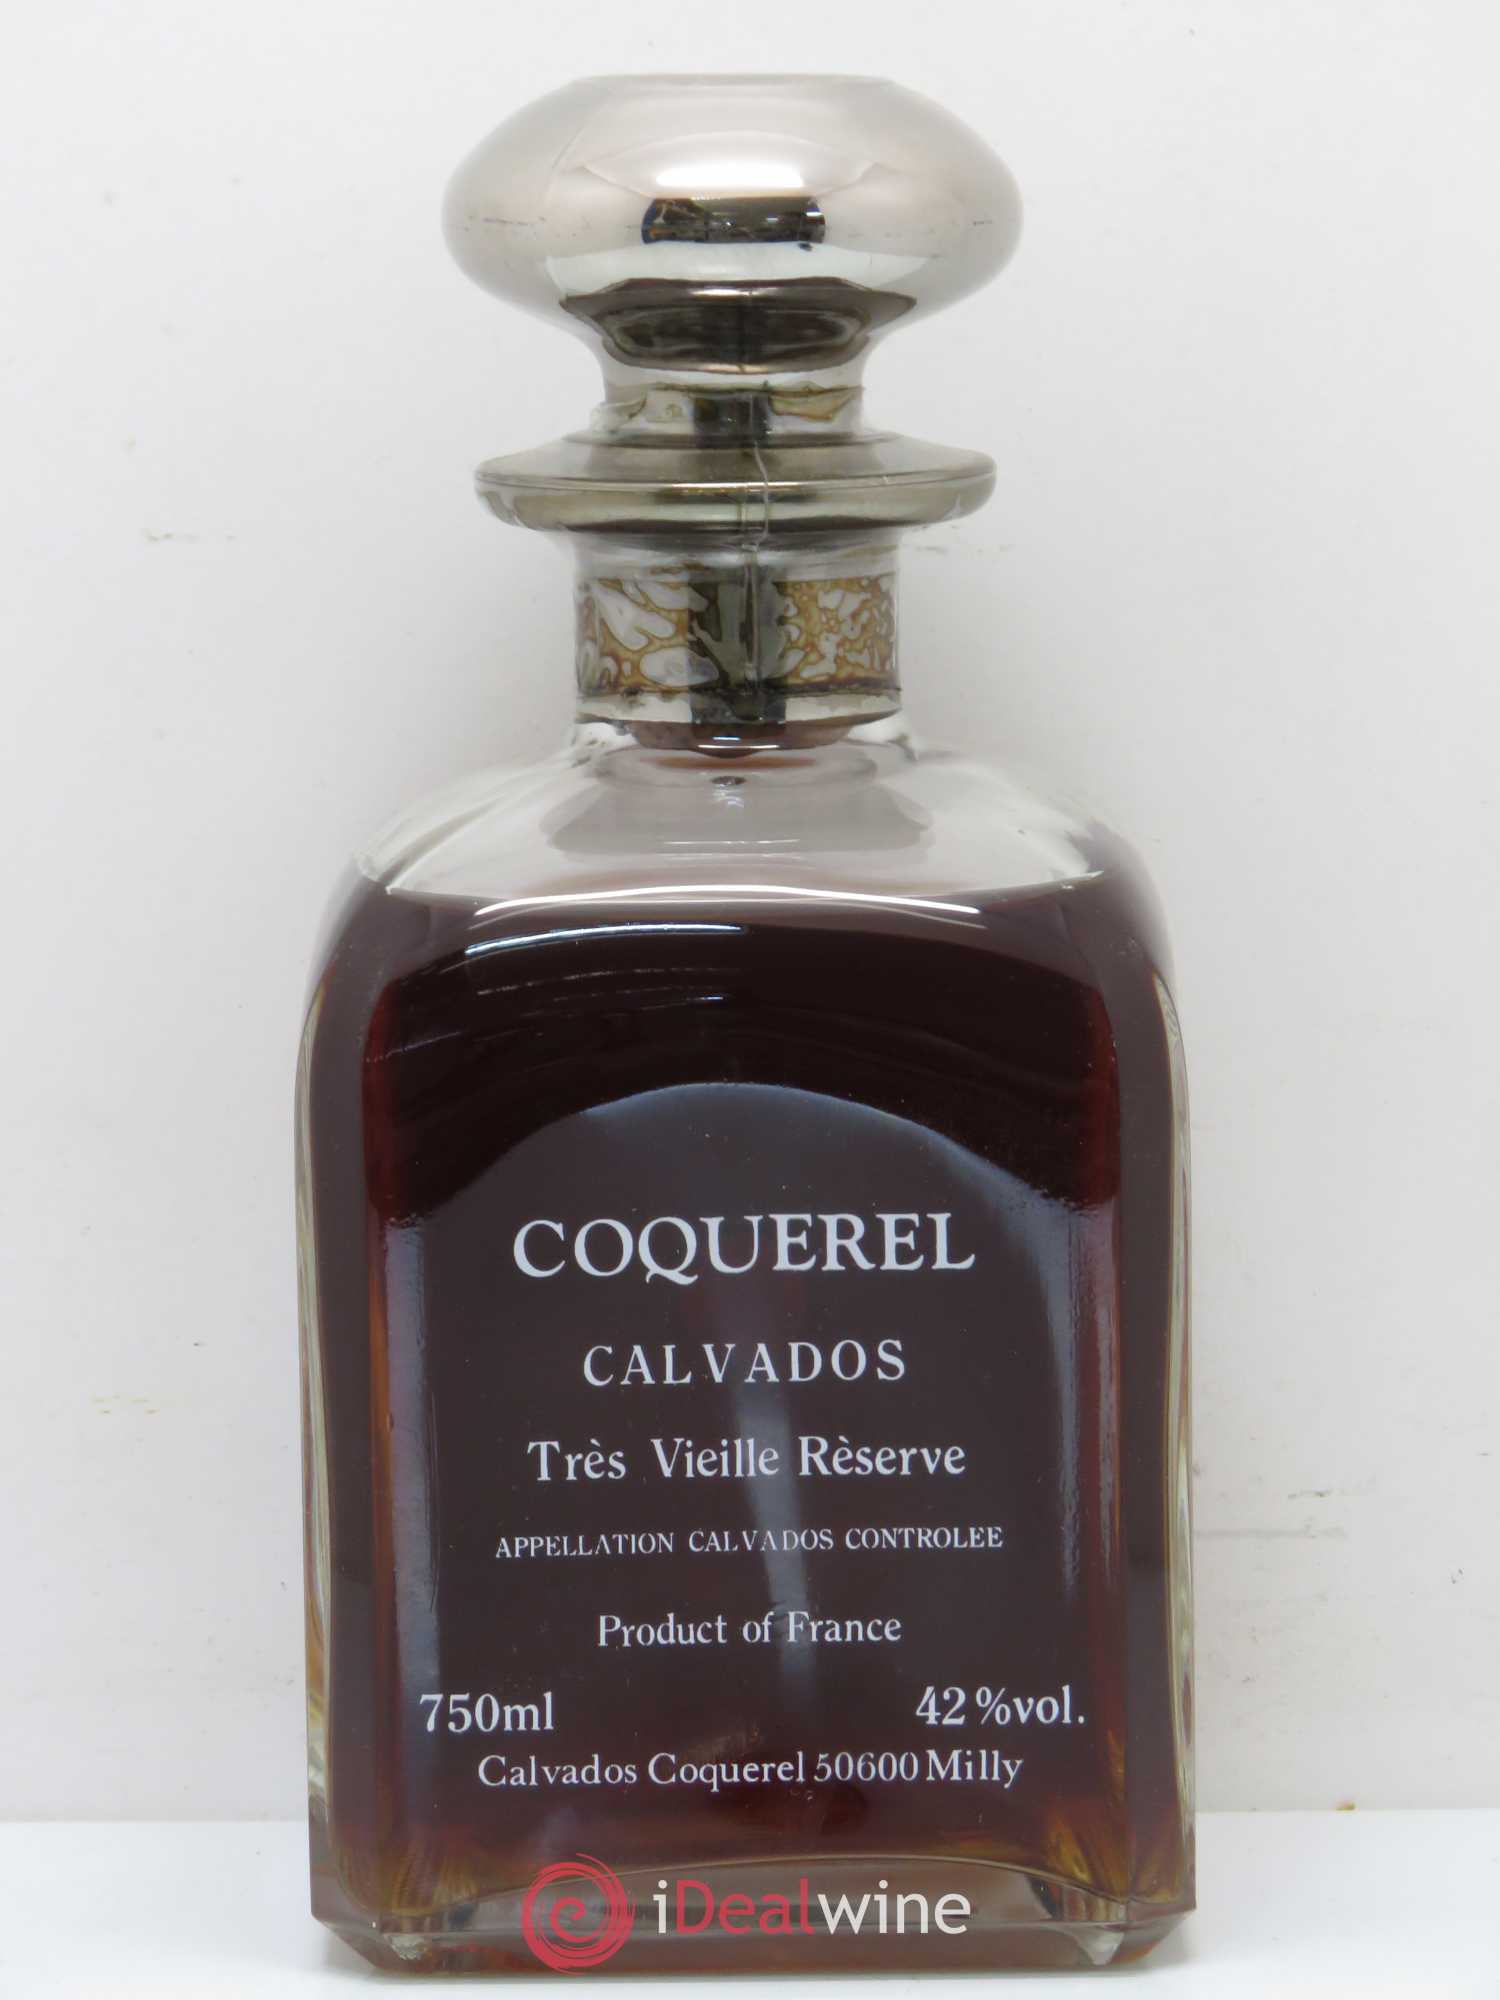 COQUEREL
CALVADOS
Très Vieille Rèserve
APPELLATION CALVADOS CONTROLEE
Product of France
750ml 42%vol.
Calvados Coquerel 50600 Milly
iDealwine